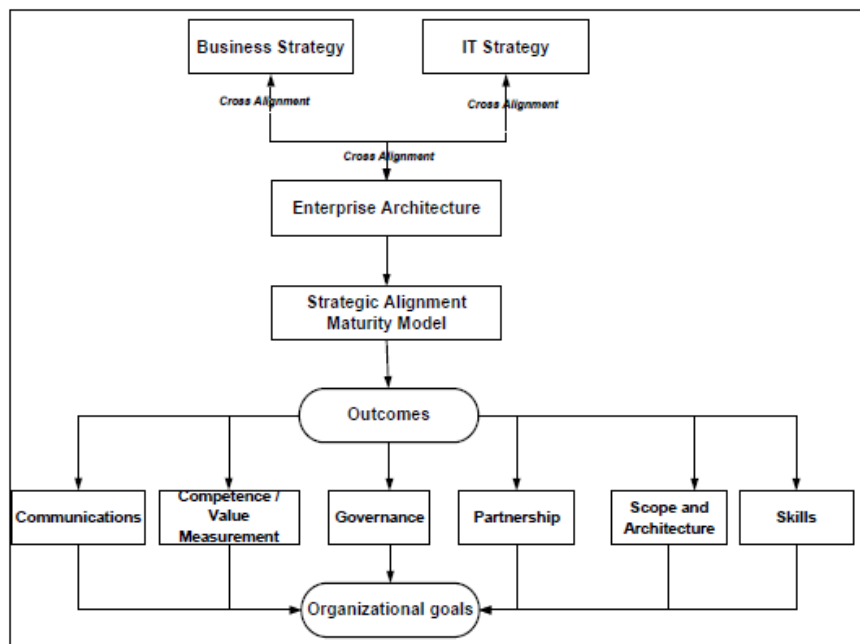 Business Strategy
IT Strategy
Cross Alignment
Cross Alignment
Cross Alignment
Enterprise Architecture
Strategic Alignment
Maturity Model
Outcomes
Communications
Competence /
Value
Measurement
Governance
Partnership
Scope and
Architecture
Skills
Organizational goals